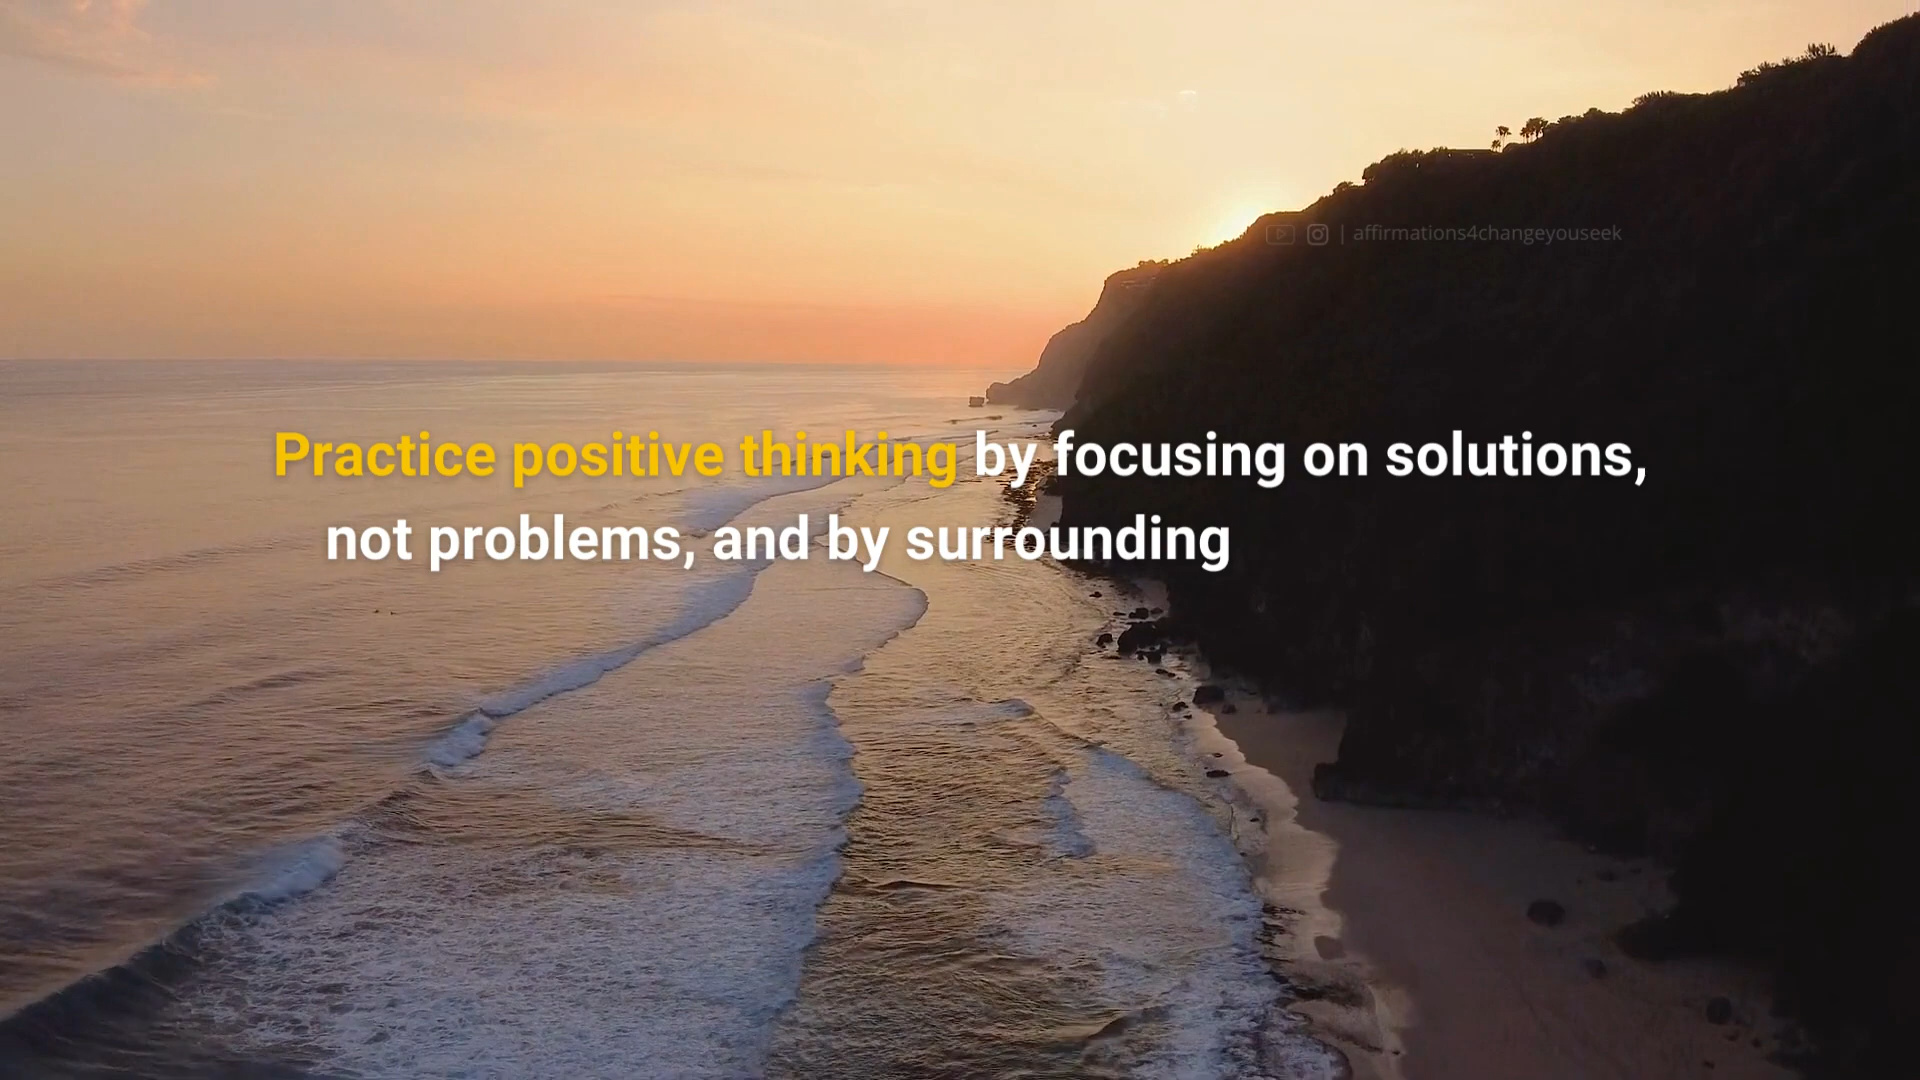 | affirmations4changeyouseek
Practice positive thinking by focusing on solutions,
not problems, and by surrounding